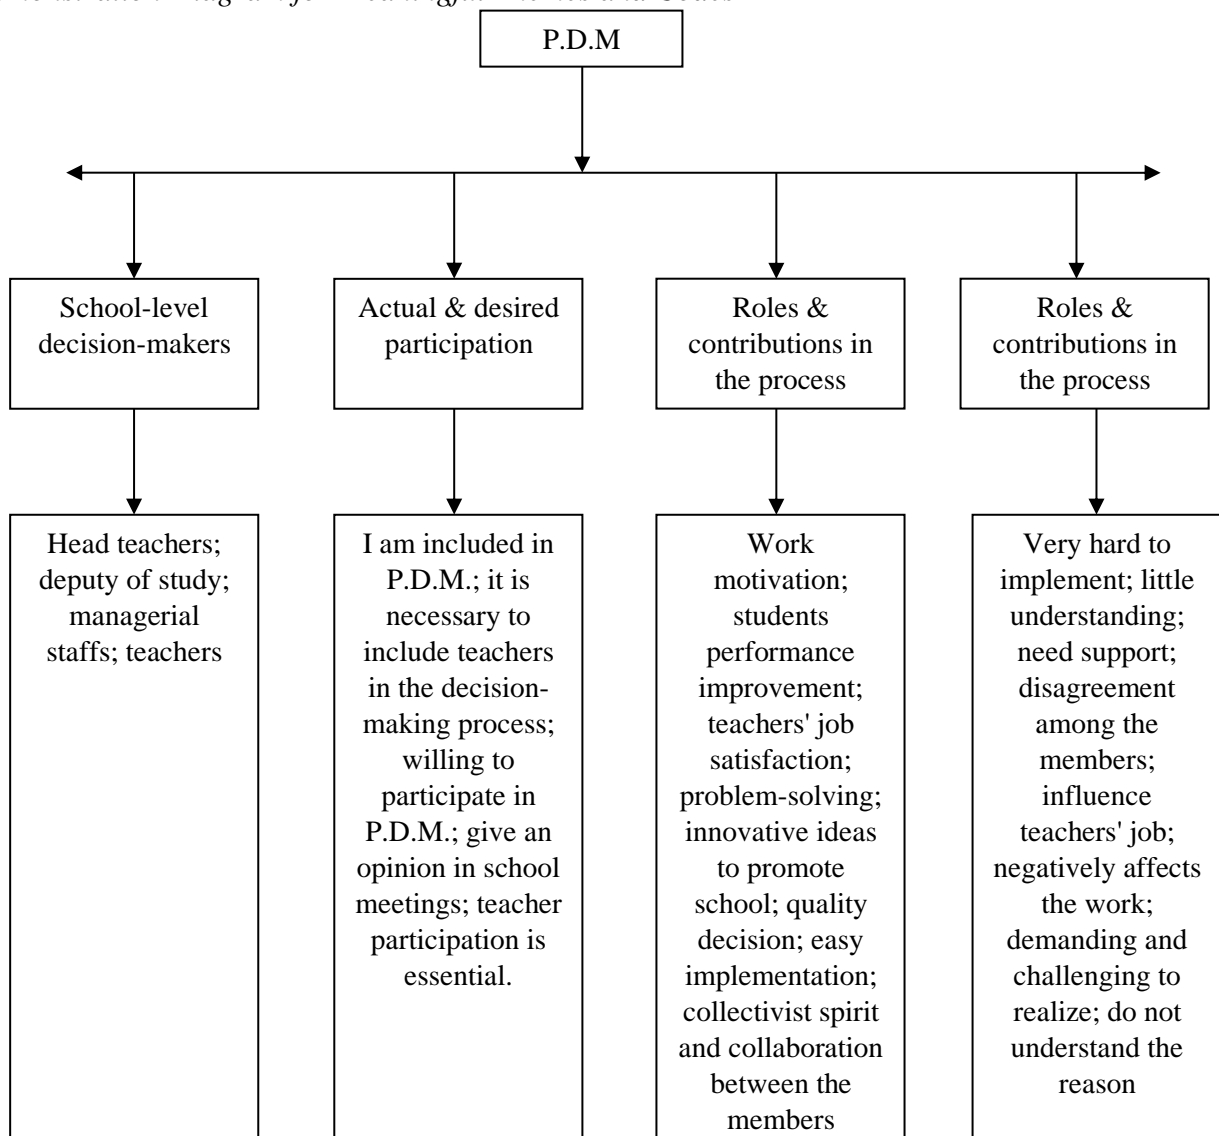 P.D.M
School-level
decision-makers
Actual & desired
participation
Roles &
contributions in
the process
Roles &
contributions in
the process
Head teachers;
deputy of study;
managerial
staffs; teachers
I am included in
P.D.M.; it is
necessary to
include teachers
in the decision-
making process;
willing to
participate in
P.D.M.; give an
opinion in school
meetings; teacher
participation is
essential.
Work
motivation;
students
performance
improvement;
teachers' job
satisfaction;
problem-solving;
innovative ideas
to promote
school; quality
decision; easy
implementation;
collectivist spirit
and collaboration
between the
members
Very hard to
implement; little
understanding;
need support;
disagreement
among the
members;
influence
teachers' job;
negatively affects
the work;
demanding and
challenging to
realize; do not
understand the
reason